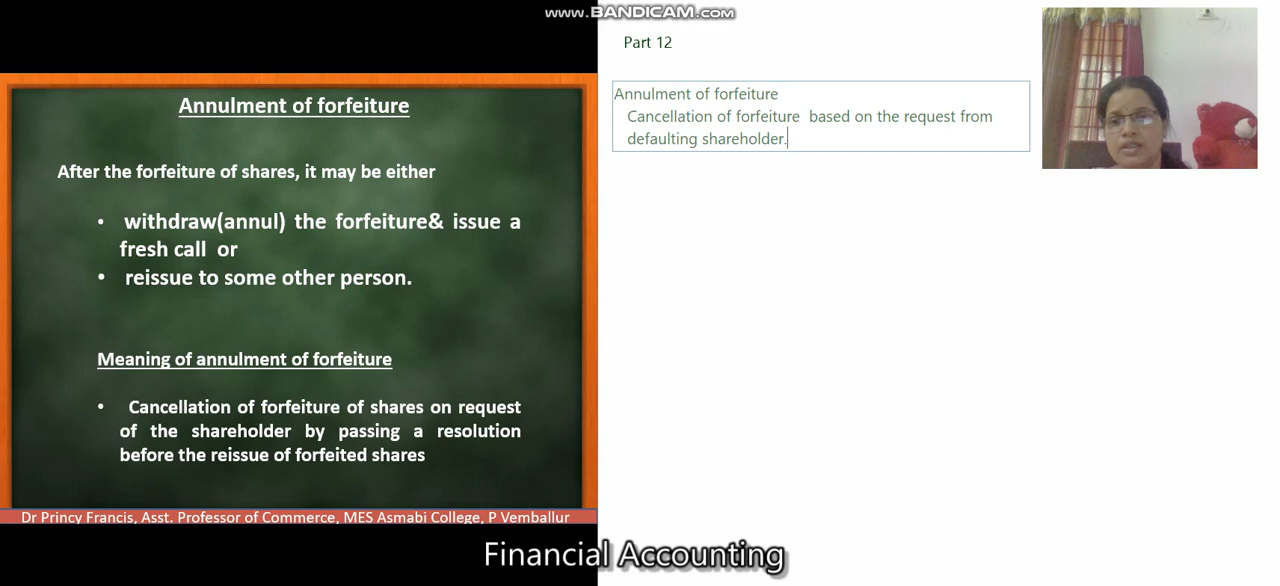 www.BANDICAM.com
Part 12
Annulment of forfeiture
Cancellation of forfeiture based on the request from
defaulting shareholder.
Annulment of forfeiture
After the forfeiture of shares, it may be either
• withdraw(annul) the forfeiture& issue a
fresh call or
• reissue to some other person.
Meaning of annulment of forfeiture
• Cancellation of forfeiture of shares on request
of the shareholder by passing a resolution
before the reissue of forfeited shares
Dr Princy Francis, Asst. Professor of Commerce, MES Asmabi College, P Vemballur
Financial Accounting